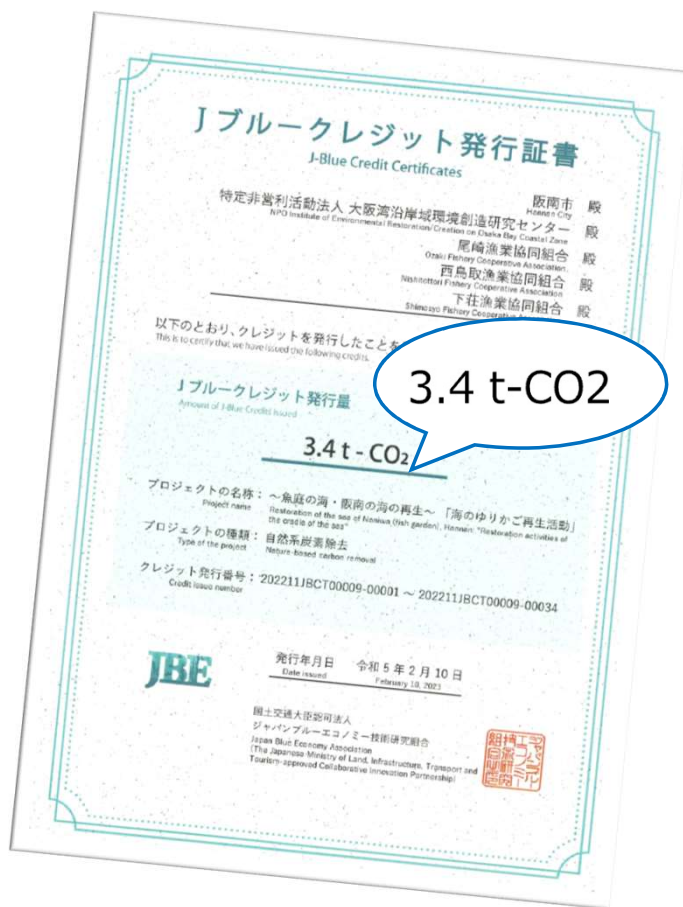 Jブルークレジット発行証書
J-Blue Credit Certificates
阪南市 殿
Hannan City
特定非営利活動法人 大阪湾沿岸域環境創造研究センター 殿
NPO Institute of Environmental Restoration/Creation on Osaka Bay Coastal Zone
尾崎漁業協同組合 殿
Ozaki Fishery Cooperative Association.
西鳥取漁業協同組合 殿
Nishitottori Fishery Cooperative Association
下荘漁業協同組合 殿
Shimosyo Fishery Cooperative
以下のとおり、クレジットを発行したことを
This is to certify that we have issued the following credits.
3.4 t-CO2
Jブルークレジット発行量
Amount of J-Blue Credits issued
3.4 t - CO₂
プロジェクトの名称： ～魚庭の海・阪南の海の再生～ 「海のゆりかご再生活動」
Project name Restoration of the sea of Naniwa (fish garden), Hannan: "Restoration activities of
the cradle of the sea"
プロジェクトの種類： 自然系炭素除去
Type of the project Nature-based carbon removal
クレジット発行番号： 202211JBCT00009-00001 ～ 202211JBCT00009-00034
Credit issue number
JBE
発行年月日 令和 5 年 2 月 10 日
Date issued February 10, 2023
国土交通大臣認可法人
ジャパンブルーエコノミー技術研究組合
Japan Blue Economy Association
(The Japanese Ministry of Land, Infrastructure, Transport and
Tourism-approved Collaborative Innovation Partnership)